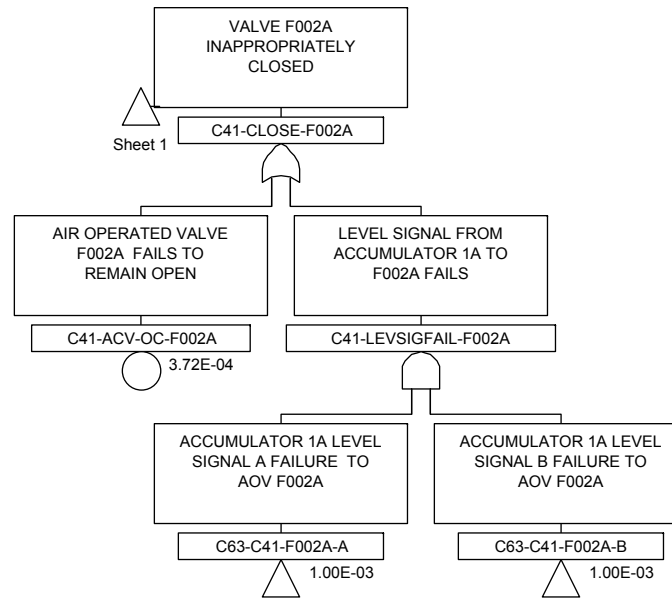 VALVE F002A
INAPPROPRIATELY
CLOSED
Sheet 1
C41-CLOSE-F002A
AIR OPERATED VALVE
F002A FAILS TO
REMAIN OPEN
LEVEL SIGNAL FROM
ACCUMULATOR 1A TO
F002A FAILS
C41-ACV-OC-F002A
C41-LEVSIGFAIL-F002A
3.72E-04
ACCUMULATOR 1A LEVEL
SIGNAL A FAILURE TO
AOV F002A
ACCUMULATOR 1A LEVEL
SIGNAL B FAILURE TO
AOV F002A
C63-C41-F002A-A
C63-C41-F002A-B
1.00E-03
1.00E-03